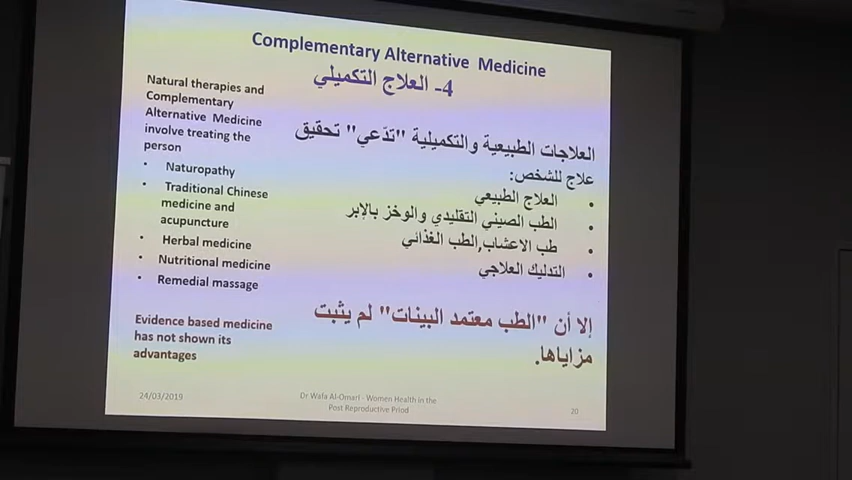 Complementary Alternative Medicine
4- العلاج التكميلي
Natural therapies and
Complementary
Alternative Medicine
involve treating the
person
• Naturopathy
• Traditional Chinese
medicine and
acupuncture
• Herbal medicine
• Nutritional medicine
• Remedial massage
Evidence based medicine
has not shown its
advantages
العلاجات الطبيعية والتكميلية "تدّعي" تحقيق
علاج للشخص:
• العلاج الطبيعي
• الطب الصيني التقليدي والوخز بالإبر
• طب الاعشاب,الطب الغذائي
• التدليك العلاجي
إلا أن "الطب معتمد البينات" لم يثبت
مزاياها.
24/03/2019
Dr Wafa Al-Omari - Women Health in the
Post Reproductive Priod
20